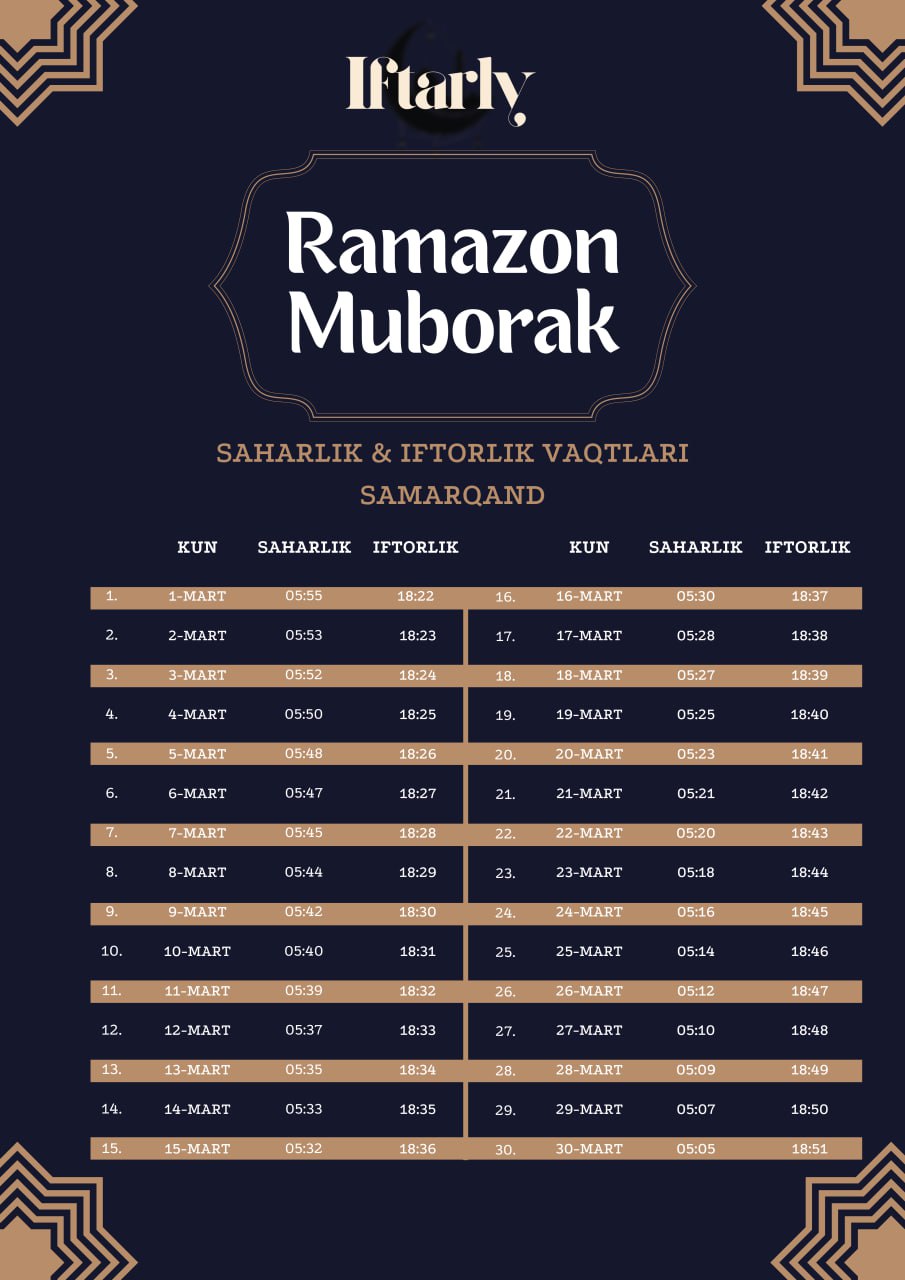 Iftarly
Ramazon
Muborak
SAHARLIK & IFTORLIK VAQTLARI
SAMARQAND
KUN SAHARLIK IFTORLIK KUN SAHARLIK IFTORLIK
1. 1-MART 05:55 18:22 16. 16-MART 05:30 18:37
2. 2-MART 05:53 18:23 17. 17-MART 05:28 18:38
3. 3-MART 05:52 18:24 18. 18-MART 05:27 18:39
4. 4-MART 05:50 18:25 19. 19-MART 05:25 18:40
5. 5-MART 05:48 18:26 20. 20-MART 05:23 18:41
6. 6-MART 05:47 18:27 21. 21-MART 05:21 18:42
7. 7-MART 05:45 18:28 22. 22-MART 05:20 18:43
8. 8-MART 05:44 18:29 23. 23-MART 05:18 18:44
9. 9-MART 05:42 18:30 24. 24-MART 05:16 18:45
10. 10-MART 05:40 18:31 25. 25-MART 05:14 18:46
11. 11-MART 05:39 18:32 26. 26-MART 05:12 18:47
12. 12-MART 05:37 18:33 27. 27-MART 05:10 18:48
13. 13-MART 05:35 18:34 28. 28-MART 05:09 18:49
14. 14-MART 05:33 18:35 29. 29-MART 05:07 18:50
15. 15-MART 05:32 18:36 30. 30-MART 05:05 18:51